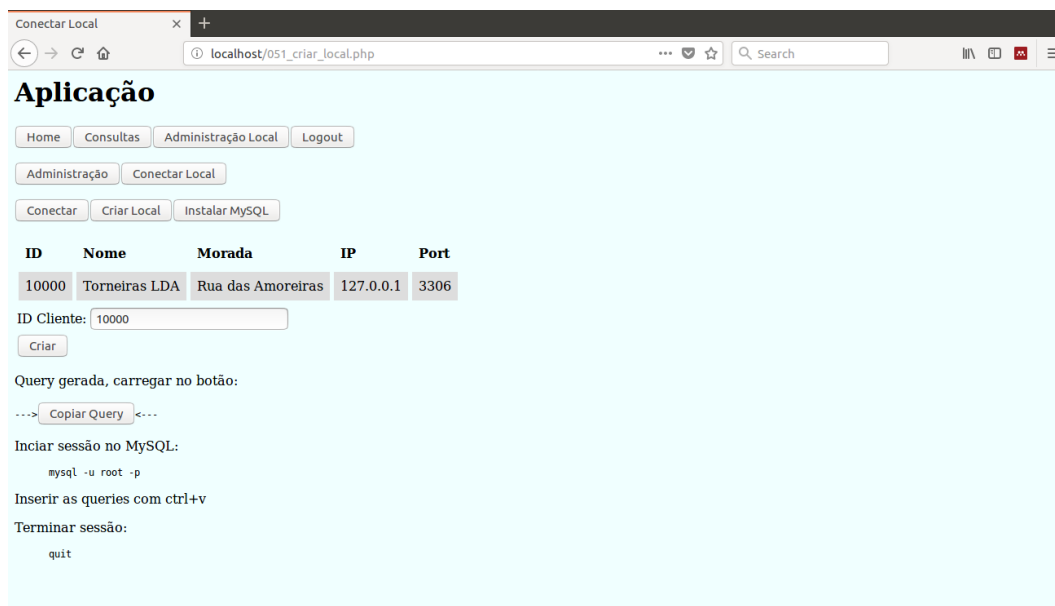 Conectar Local
localhost/051_criar_local.php
Search
Aplicação
Home Consultas Administração Local Logout
Administração Conectar Local
Conectar Criar Local Instalar MySQL
ID Nome Morada IP Port
10000 Torneiras LDA Rua das Amoreiras 127.0.0.1 3306
ID Cliente: 10000
Criar
Query gerada, carregar no botão:
---> Copiar Query <---
Inciar sessão no MySQL:
mysql -u root -p
Inserir as queries com ctrl+v
Terminar sessão:
quit